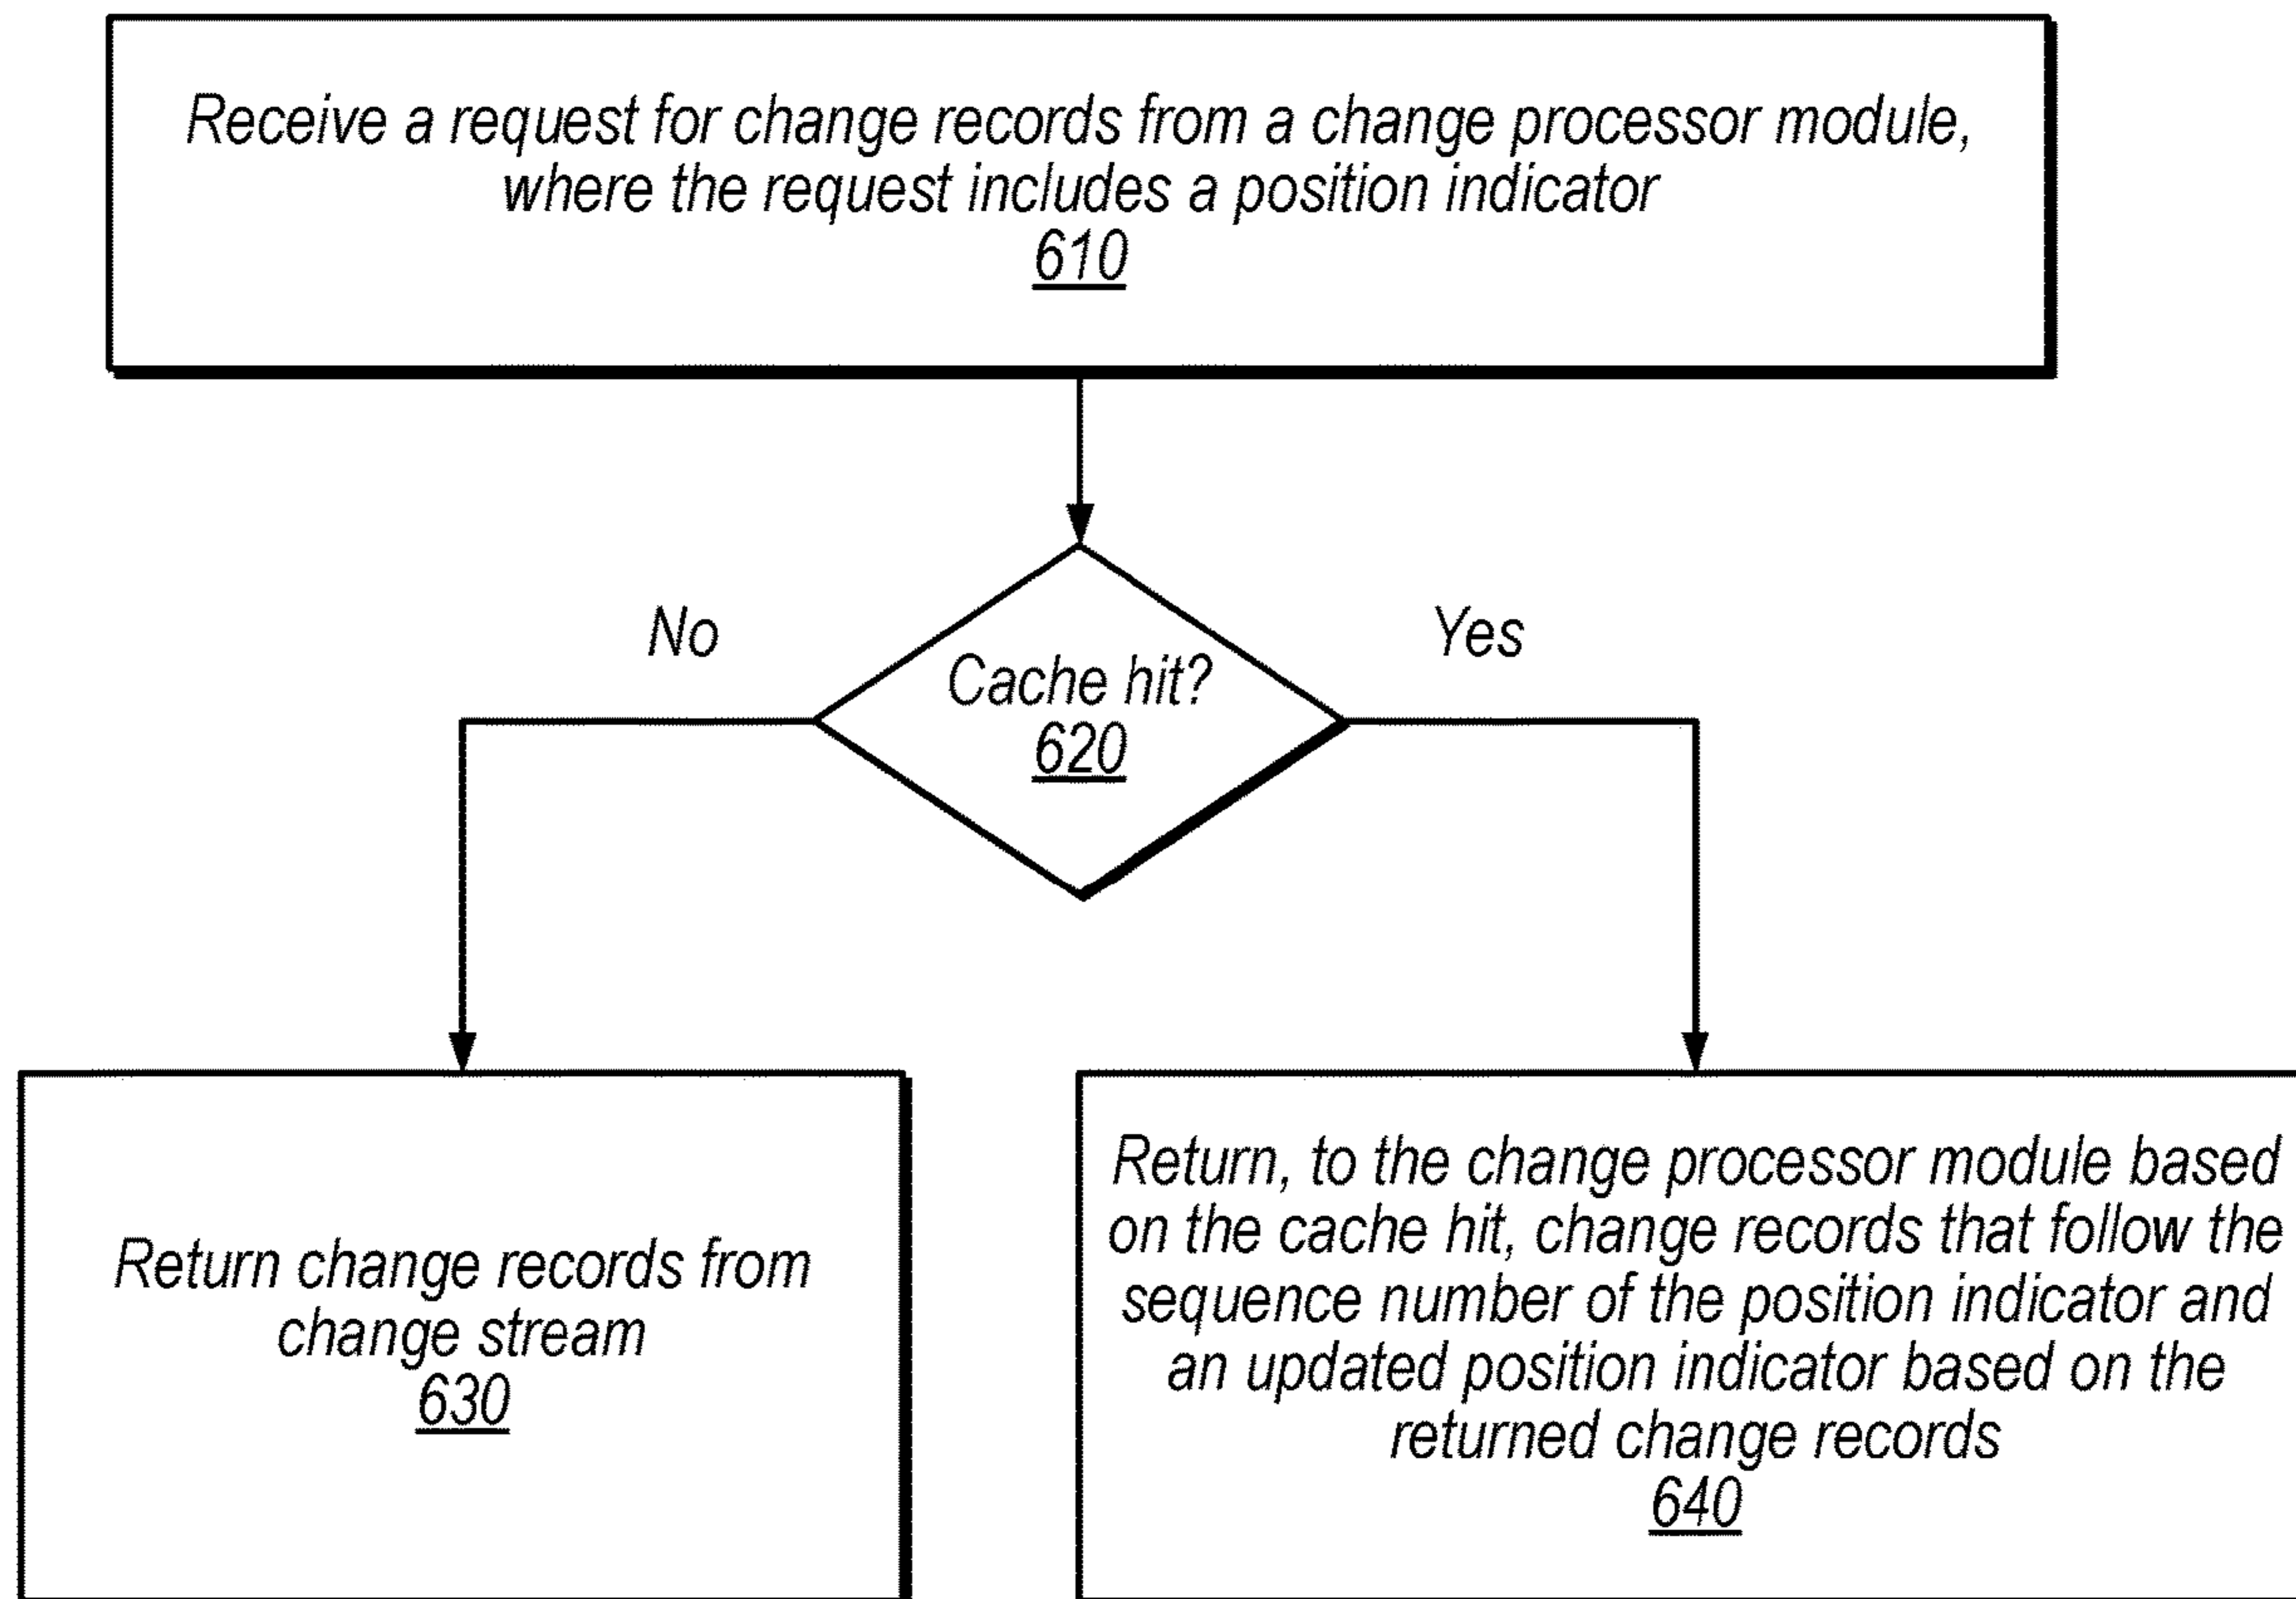 Receive a request for change records from a change processor module,
where the request includes a position indicator
610
No
Yes
Cache hit?
620
Return change records from
change stream
630
Return, to the change processor module based
on the cache hit, change records that follow the
sequence number of the position indicator and
an updated position indicator based on the
returned change records
640